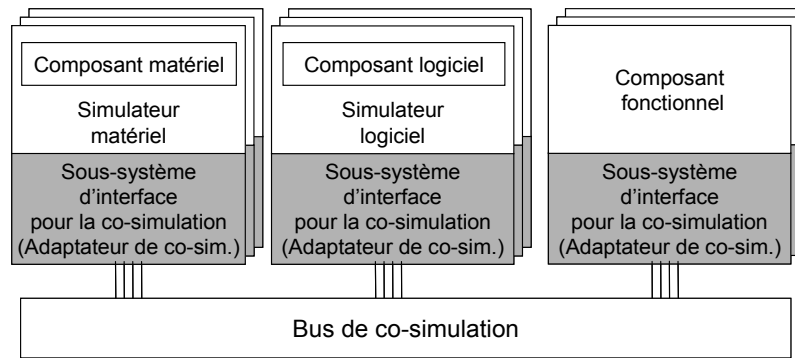 Composant matériel
Simulateur
matériel
Sous-système
d'interface
pour la co-simulation
(Adaptateur de co-sim.)
Composant logiciel
Simulateur
logiciel
Sous-système
d'interface
pour la co-simulation
(Adaptateur de co-sim.)
Composant
fonctionnel
Sous-système
d'interface
pour la co-simulation
(Adaptateur de co-sim.)
Bus de co-simulation